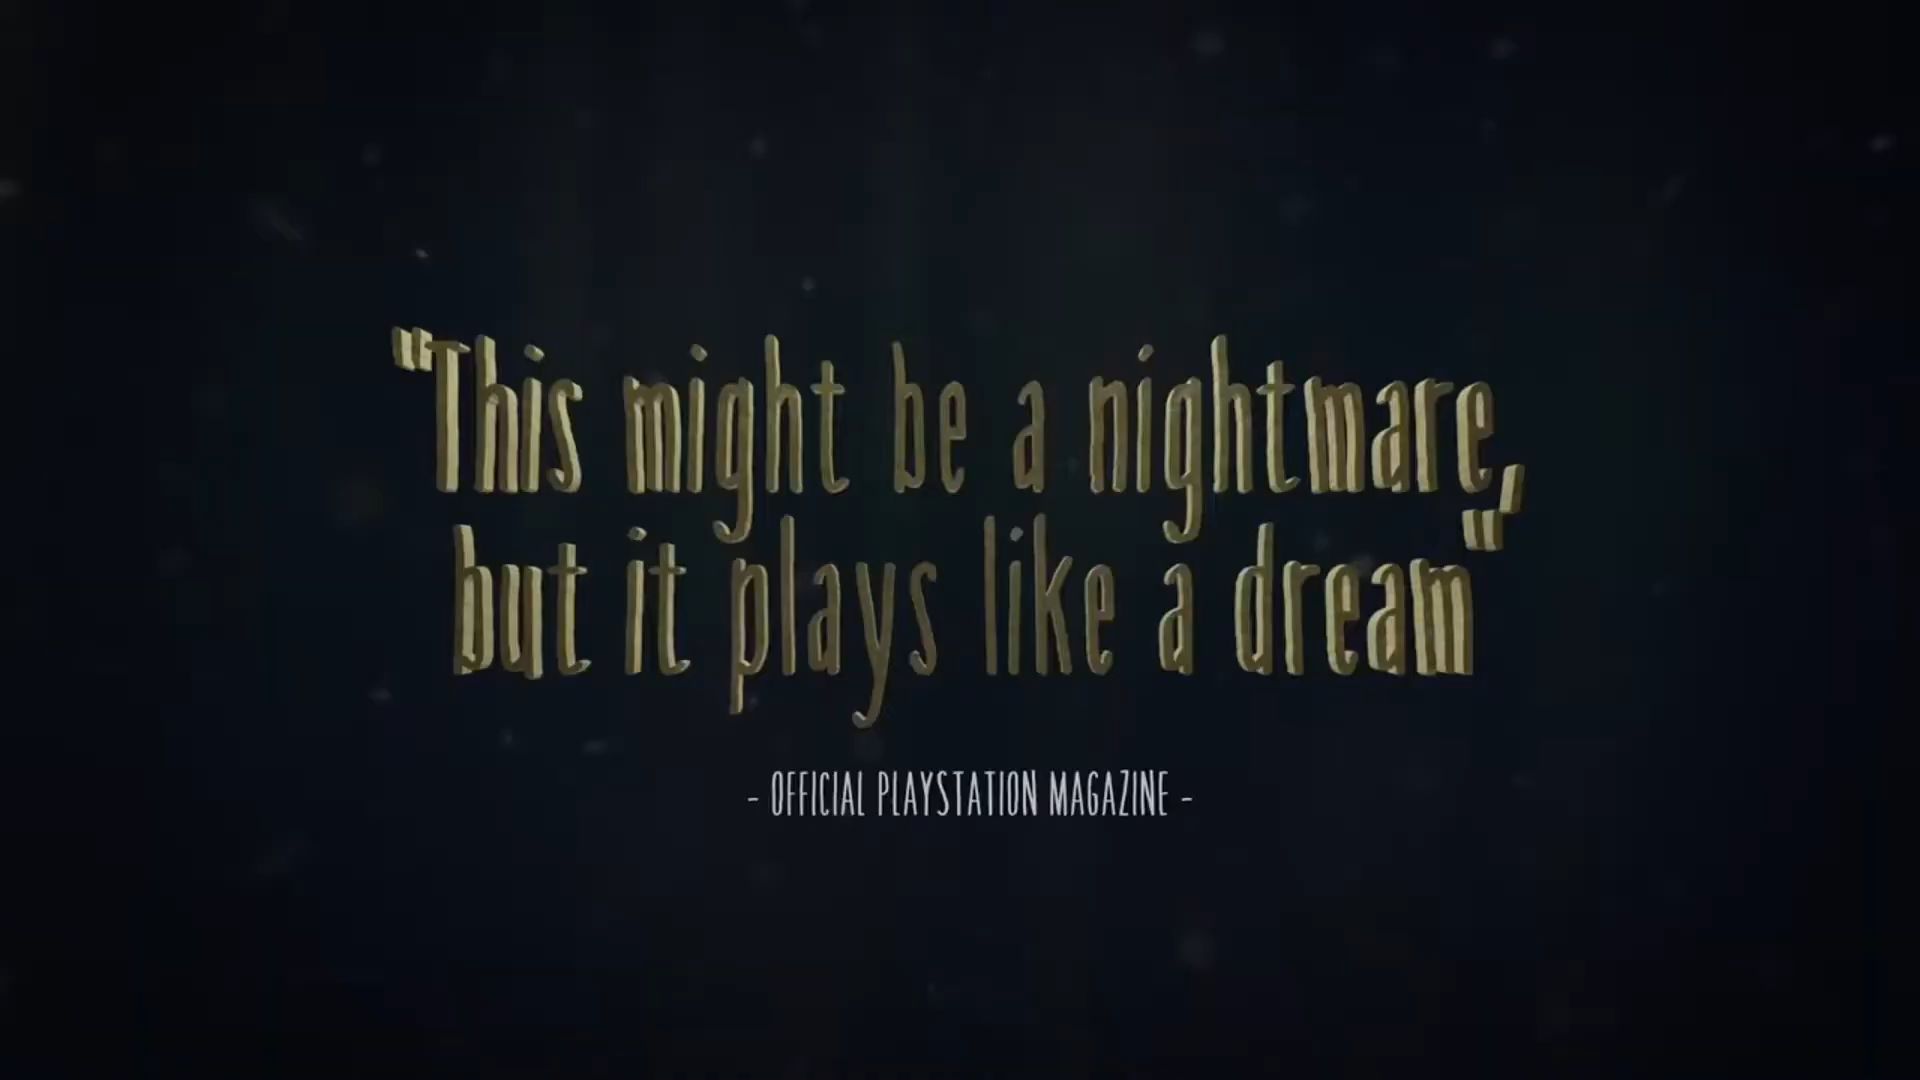 "This might be a nightmare,
but it plays like a dream"
- OFFICIAL PLAYSTATION MAGAZINE -